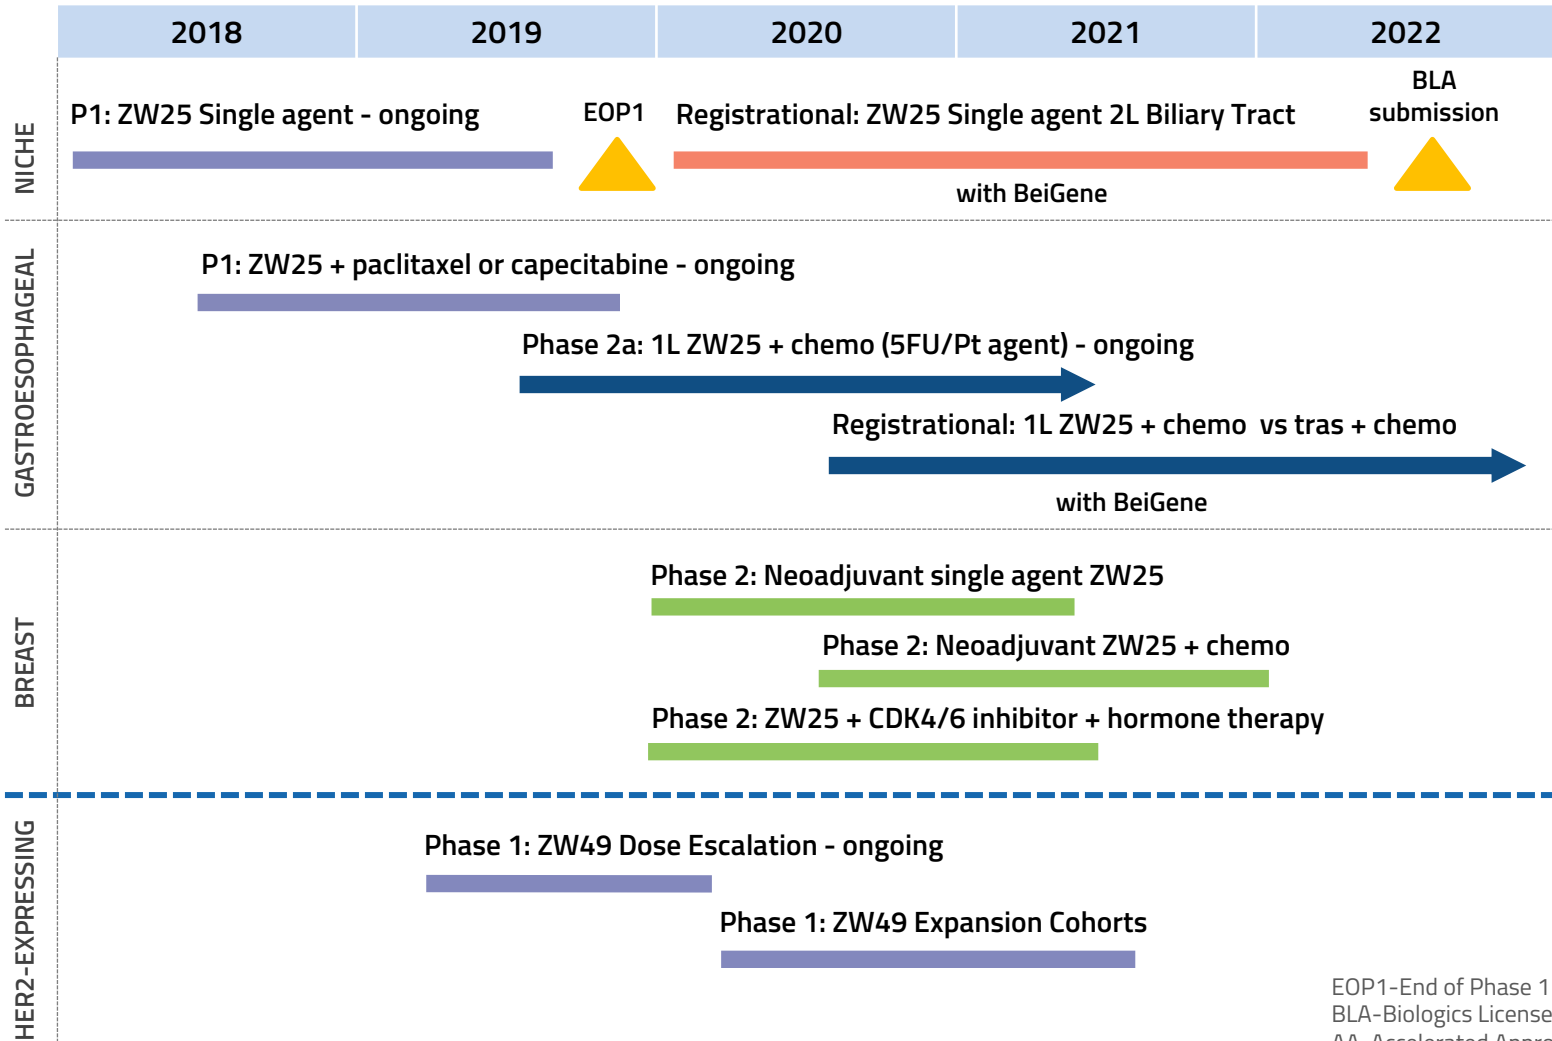 2018 2019 2020 2021 2022
NICHE
P1: ZW25 Single agent - ongoing
EOP1
Registrational: ZW25 Single agent 2L Biliary Tract
with BeiGene
BLA
submission
GASTROESOPHAGEAL
P1: ZW25 + paclitaxel or capecitabine - ongoing
Phase 2a: 1L ZW25 + chemo (5FU/Pt agent) - ongoing
Registrational: 1L ZW25 + chemo vs tras + chemo
with BeiGene
BREAST
Phase 2: Neoadjuvant single agent ZW25
Phase 2: Neoadjuvant ZW25 + chemo
Phase 2: ZW25 + CDK4/6 inhibitor + hormone therapy
HER2-EXPRESSING
Phase 1: ZW49 Dose Escalation - ongoing
Phase 1: ZW49 Expansion Cohorts
EOP1-End of Phase 1
BLA-Biologics License